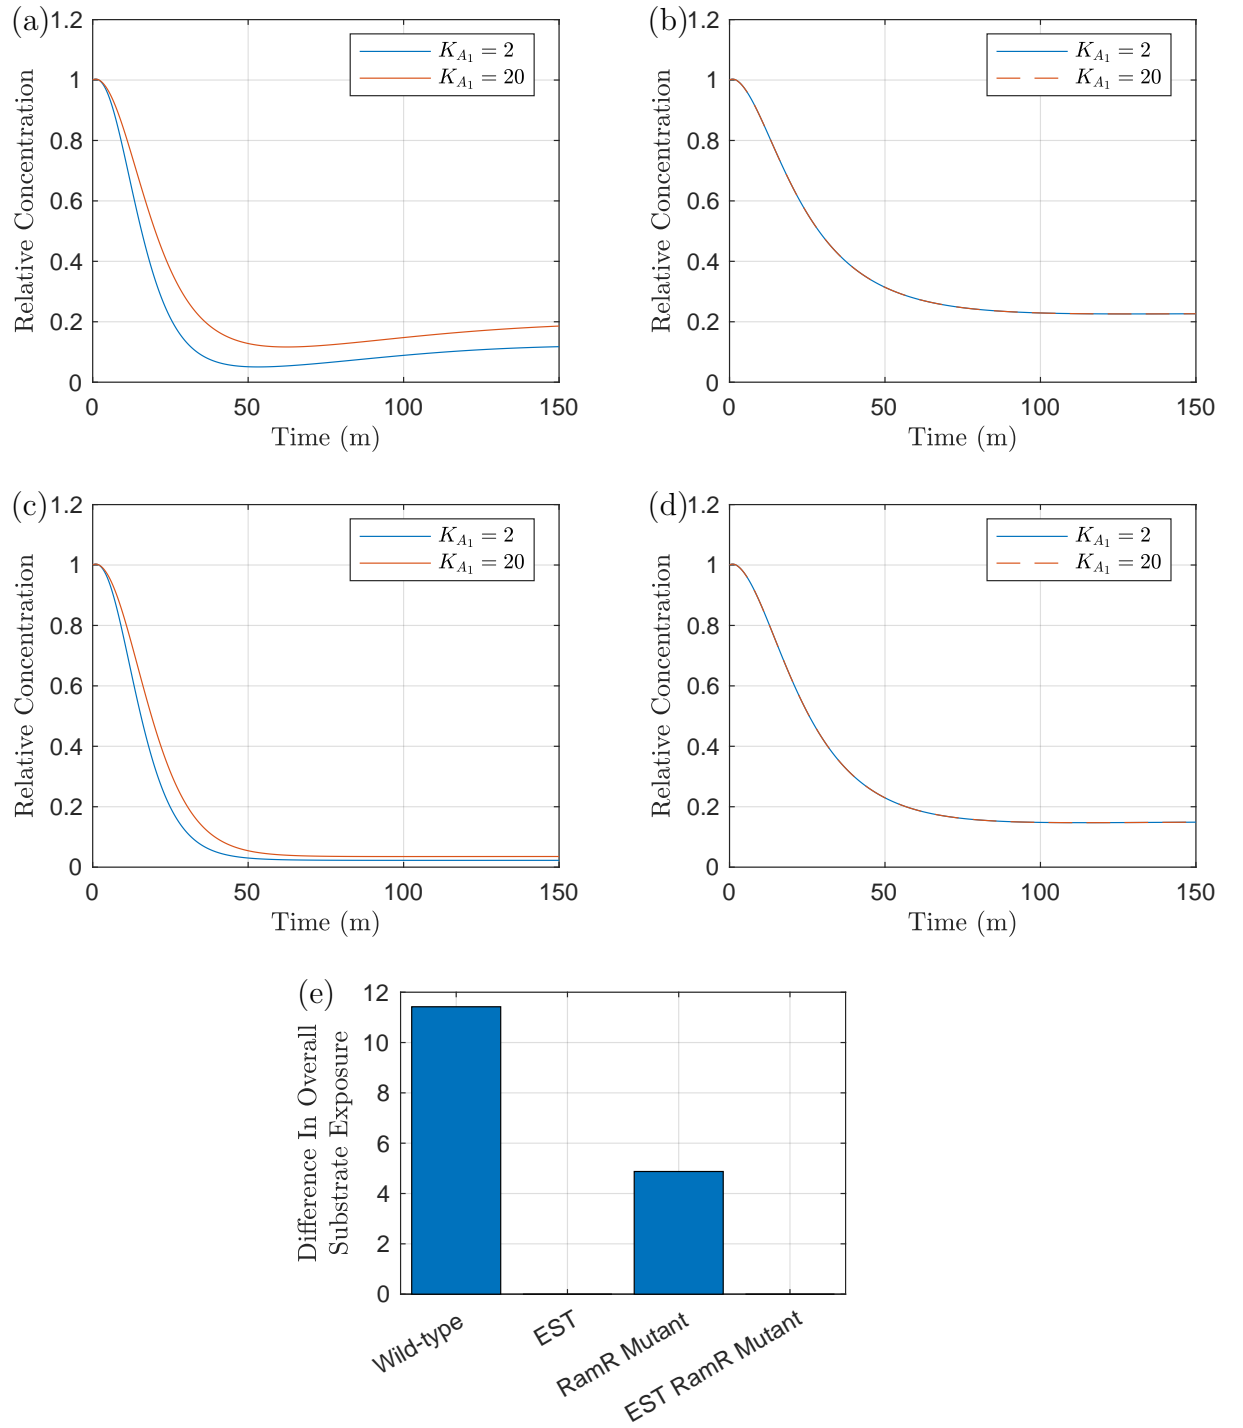 (a)
1.2
1
0.8
0.6
0.4
0.2
0
Relative Concentration
K_{A_1} = 2
K_{A_1} = 20
0 50 100 150
Time (m)
(b)
1.2
1
0.8
0.6
0.4
0.2
0
Relative Concentration
K_{A_1} = 2
K_{A_1} = 20
0 50 100 150
Time (m)
(c)
1.2
1
0.8
0.6
0.4
0.2
0
Relative Concentration
K_{A_1} = 2
K_{A_1} = 20
0 50 100 150
Time (m)
(d)
1.2
1
0.8
0.6
0.4
0.2
0
Relative Concentration
K_{A_1} = 2
K_{A_1} = 20
0 50 100 150
Time (m)
(e)
12
10
8
6
4
2
0
Difference In Overall
Substrate Exposure
Wild-type
EST
RamR Mutant
EST RamR Mutant